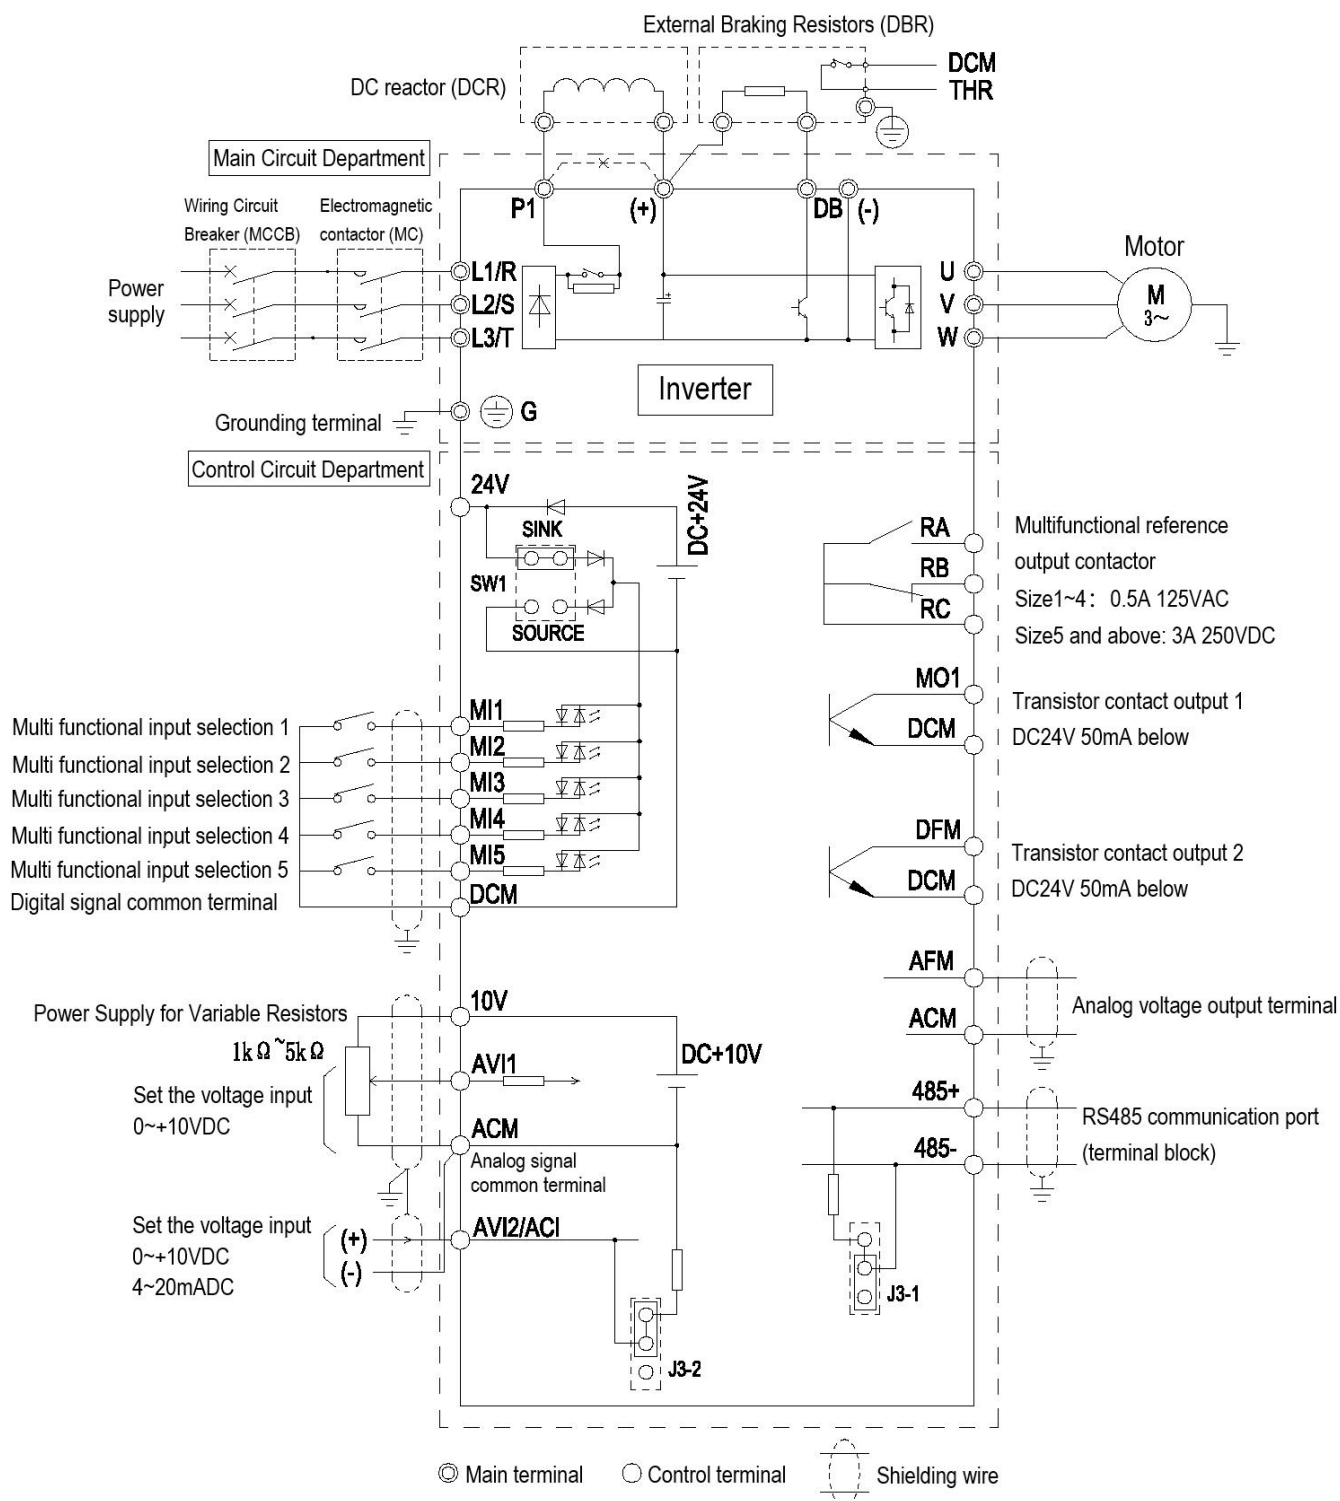 External Braking Resistors (DBR)
DCM
THR
DC reactor (DCR)
Main Circuit Department
Wiring Circuit
Breaker (MCCB)
Electromagnetic
contactor (MC)
P1
(+)
DB
(-)
Motor
Power
supply
L1/R
L2/S
L3/T
U
V
W
M
3~
Inverter
Grounding terminal
G
Control Circuit Department
24V
DC+24V
SINK
SW1
SOURCE
RA
RB
RC
Multifunctional reference
output contactor
Size1~4: 0.5A 125VAC
Size5 and above: 3A 250VDC
MO1
DCM
Transistor contact output 1
DC24V 50mA below
Multi functional input selection 1
MI1
Multi functional input selection 2
MI2
Multi functional input selection 3
MI3
Multi functional input selection 4
MI4
Multi functional input selection 5
MI5
Digital signal common terminal
DCM
DFM
DCM
Transistor contact output 2
DC24V 50mA below
AFM
ACM
Analog voltage output terminal
Power Supply for Variable Resistors
1kΩ~5kΩ
10V
DC+10V
AVI1
Set the voltage input
0~+10VDC
ACM
Analog signal
common terminal
485+
485-
RS485 communication port
(terminal block)
Set the voltage input
0~+10VDC
4~20mADC
(+)
(-)
AVI2/ACI
J3-1
J3-2
Main terminal
Control terminal
Shielding wire